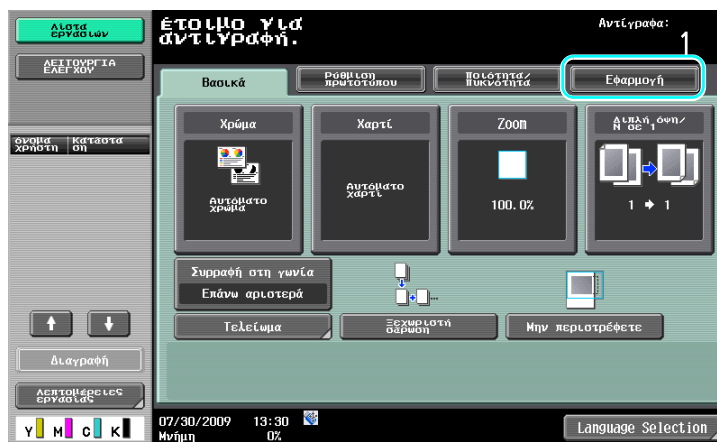 Λίστα
εργασιών
έτοιμο για
αντιγραφή.
Αντίγραφα:
1
ΛΕΙΤΟΥΡΓΙΑ
ΕΛΕΓΧΟΥ
Βασικά
Ρύθμιση
πρωτοτύπου
Ποιότητα/
πυκνότητα
Εφαρμογή
όνομα
χρήστη
Κατάστα
ση
Χρώμα
Χαρτί
Zoom
Διπλή όψη/
N σε 1
Αυτόματο
χρώμα
Αυτόματο
χαρτί
100.0%
1 → 1
Συρραφή στη γωνία
Επάνω αριστερά
Τελείωμα
Ξεχωριστή
σάρωση
Μην περιστρέφετε
Διαγραφή
Λεπτομέρειες
εργασίας
Y M C K
07/30/2009 13:30
Μνήμη 0%
Language Selection